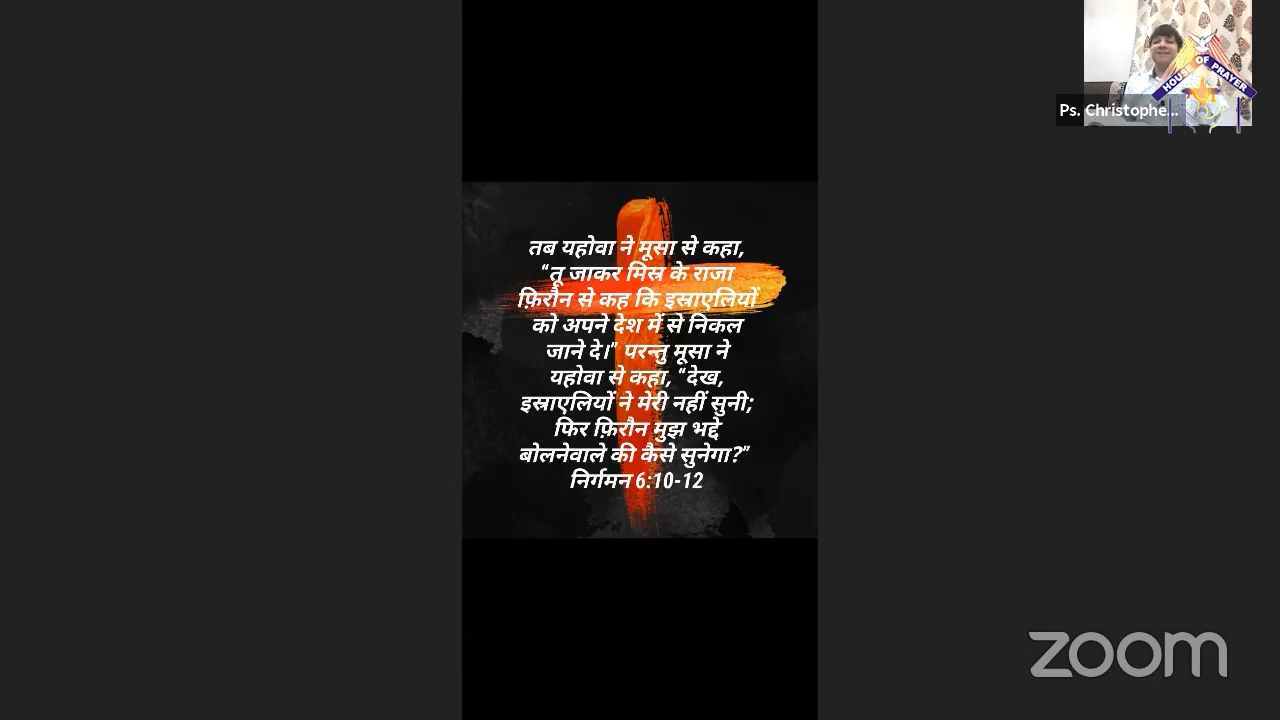 HOUSE OF PRAYER
Ps. Christophe...
तब यहोवा ने मूसा से कहा,
“तू जाकर मिस्र के राजा
फ़िरौन से कह कि इस्राएलियों
को अपने देश में से निकल
जाने दे।” परन्तु मूसा ने
यहोवा से कहा, “देख,
इस्राएलियों ने मेरी नहीं सुनी;
फिर फ़िरौन मुझ भद्दे
बोलनेवाले की कैसे सुनेगा?”
निर्गमन 6:10-12
zoom